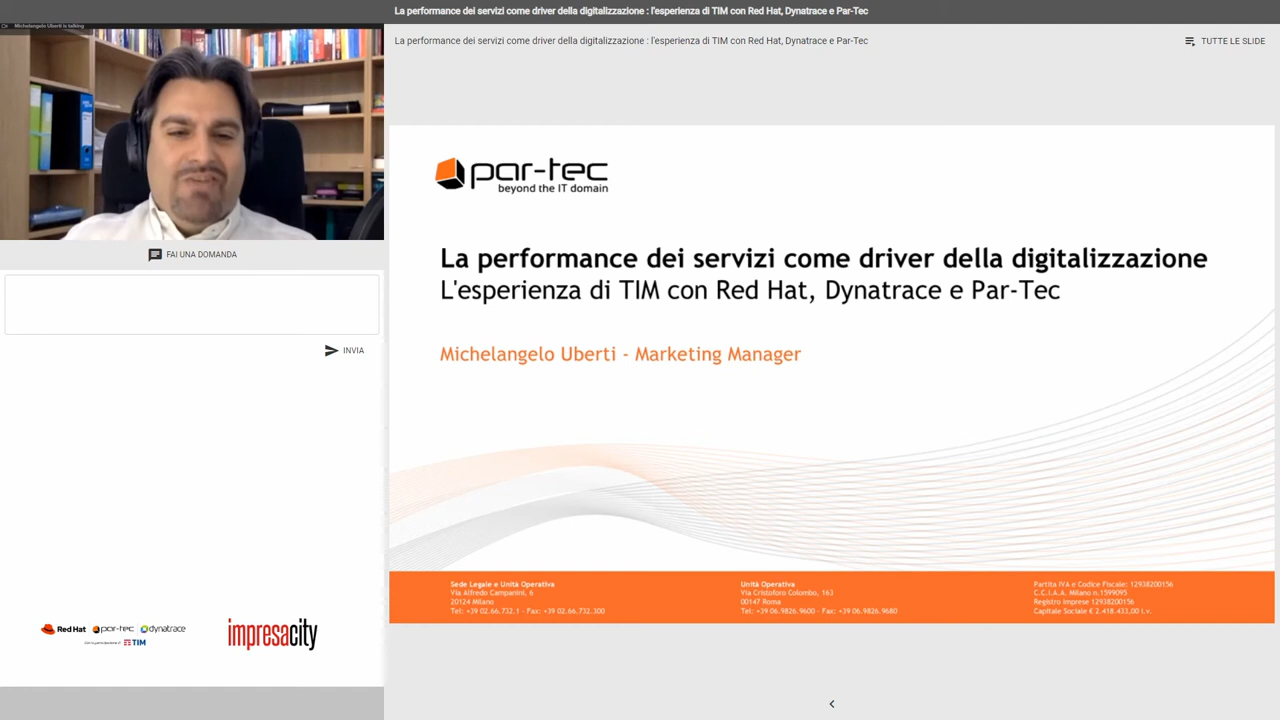 La performance dei servizi come driver della digitalizzazione : l'esperienza di TIM con Red Hat, Dynatrace e Par-Tec
Michelangelo Uberti is talking
La performance dei servizi come driver della digitalizzazione : l'esperienza di TIM con Red Hat, Dynatrace e Par-Tec
TUTTE LE SLIDE
par-tec
beyond the IT domain
La performance dei servizi come driver della digitalizzazione
L'esperienza di TIM con Red Hat, Dynatrace e Par-Tec
Michelangelo Uberti - Marketing Manager
FAI UNA DOMANDA
INVIA
Sede Legale e Unità Operativa
Via Alfredo Campanini, 6
20124 Milano
Tel: +39 02.66.732.1 - Fax: +39 02.66.732.300
Unità Operativa
Via Cristoforo Colombo, 163
00147 Roma
Tel: +39 06.9826.9600 - Fax: +39 06.9826.9680
Partita IVA e Codice Fiscale: 12938200156
C.C.I.A.A. Milano n.1599095
Registro Imprese 12938200156
Capitale Sociale € 2.418.433,00 i.v.
Red Hat par-tec dynatrace
TIM
impresacity